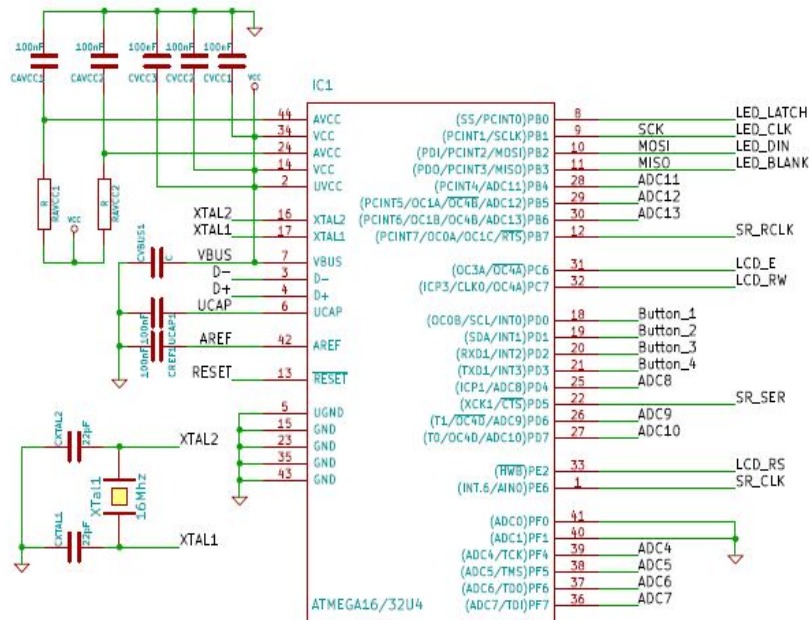 100nF 100nF 100nF 100nF 100nF
CAVCC1 CAVCC2 CVCC3 CVCC2 CVCC1 VCC
IC1
44 AVCC
34 VCC
24 AVCC
14 VCC
2 UVCC
R RAVCC1
R RAVCC2
VCC
XTAL2 16 XTAL2
XTAL1 17 XTAL1
CVBUS1 C
VBUS 7 VBUS
D- 3 D-
D+ 4 D+
UCAP 6 UCAP
100nF UCAP1
AREF 42 AREF
100nF CREF1
RESET 13 RESET
5 UGND
15 GND
23 GND
35 GND
43 GND
CXTAL2 22pF
XTAL2
XTal1 16Mhz
CXTAL1 22pF
XTAL1
(SS/PCINT0)PB0 8 LED_LATCH
(PCINT1/SCLK)PB1 9 SCK LED_CLK
(PDI/PCINT2/MOSI)PB2 10 MOSI LED_DIN
(PDO/PCINT3/MISO)PB3 11 MISO LED_BLANK
(PCINT4/ADC11)PB4 28 ADC11
(PCINT5/OC1A/OC4B/ADC12)PB5 29 ADC12
(PCINT6/OC1B/OC4B/ADC13)PB6 30 ADC13
(PCINT7/OC0A/OC1C/RTS)PB7 12 SR_RCLK
(OC3A/OC4A)PC6 31 LCD_E
(ICP3/CLK0/OC4A)PC7 32 LCD_RW
(OC0B/SCL/INT0)PD0 18 Button_1
(SDA/INT1)PD1 19 Button_2
(RXD1/INT2)PD2 20 Button_3
(TXD1/INT3)PD3 21 Button_4
(ICP1/ADC8)PD4 25 ADC8
(XCK1/CTS)PD5 22 SR_SER
(T1/OC4D/ADC9)PD6 26 ADC9
(T0/OC4D/ADC10)PD7 27 ADC10
(HWB)PE2 33 LCD_RS
(INT.6/AIN0)PE6 1 SR_CLK
(ADC0)PF0 41
(ADC1)PF1 40
(ADC4/TCK)PF4 39 ADC4
(ADC5/TMS)PF5 38 ADC5
(ADC6/TDO)PF6 37 ADC6
(ADC7/TDI)PF7 36 ADC7
ATMEGA16/32U4